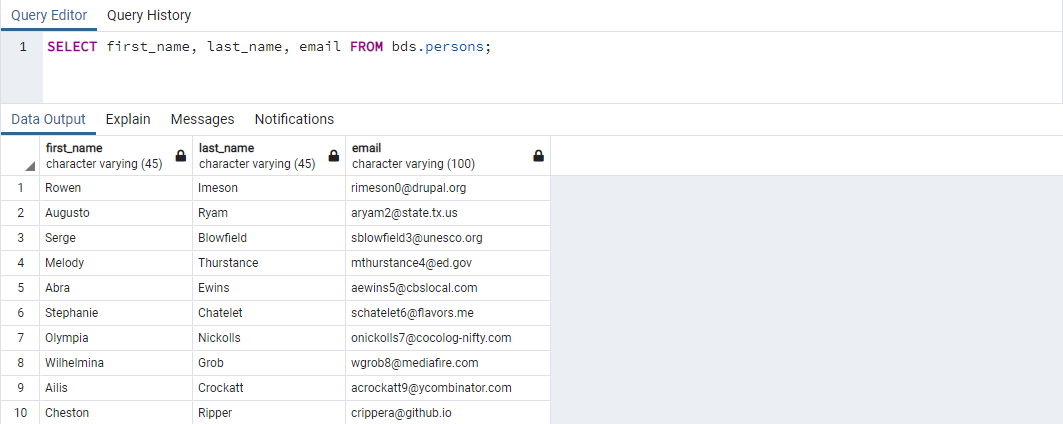 Query Editor Query History
1 SELECT first_name, last_name, email FROM bds.persons;
Data Output Explain Messages Notifications
first_name last_name email
character varying (45) character varying (45) character varying (100)
1 Rowen Imeson rimeson0@drupal.org
2 Augusto Ryam aryam2@state.tx.us
3 Serge Blowfield sblowfield3@unesco.org
4 Melody Thurstance mthurstance4@ed.gov
5 Abra Ewins aewins5@cbslocal.com
6 Stephanie Chatelet schatelet6@flavors.me
7 Olympia Nickolls onickolls7@cocolog-nifty.com
8 Wilhelmina Grob wgrob8@mediafire.com
9 Ailis Crockatt acrockatt9@ycombinator.com
10 Cheston Ripper crippera@github.io